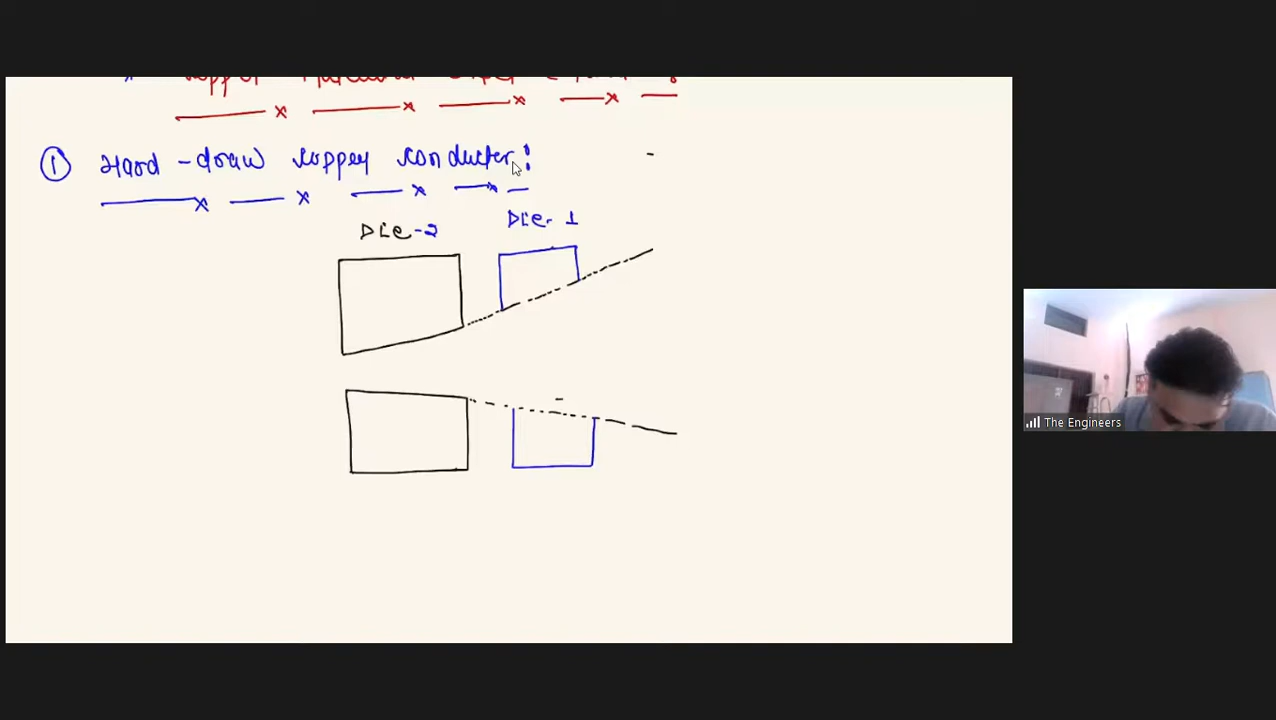 ① Hard-draw copper conductor:
Die-2 Die-1
The Engineers